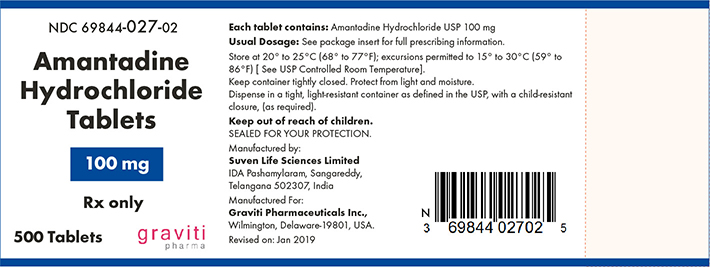 NDC 69844-027-02
Amantadine
Hydrochloride
Tablets
100 mg
Rx only
500 Tablets
graviti
pharma
Each tablet contains: Amantadine Hydrochloride USP 100 mg
Usual Dosage: See package insert for full prescribing information.
Store at 20° to 25°C (68° to 77°F); excursions permitted to 15° to 30°C (59° to
86°F) [ See USP Controlled Room Temperature].
Keep container tightly closed. Protect from light and moisture.
Dispense in a tight, light-resistant container as defined in the USP, with a child-resistant
closure, (as required).
Keep out of reach of children.
SEALED FOR YOUR PROTECTION.
Manufactured by:
Suven Life Sciences Limited
IDA Pashamylaram, Sangareddy,
Telangana 502307, India
Manufactured For:
Graviti Pharmaceuticals Inc.,
Wilmington, Delaware-19801, USA.
Revised on: Jan 2019
N
3 69844 02702 5